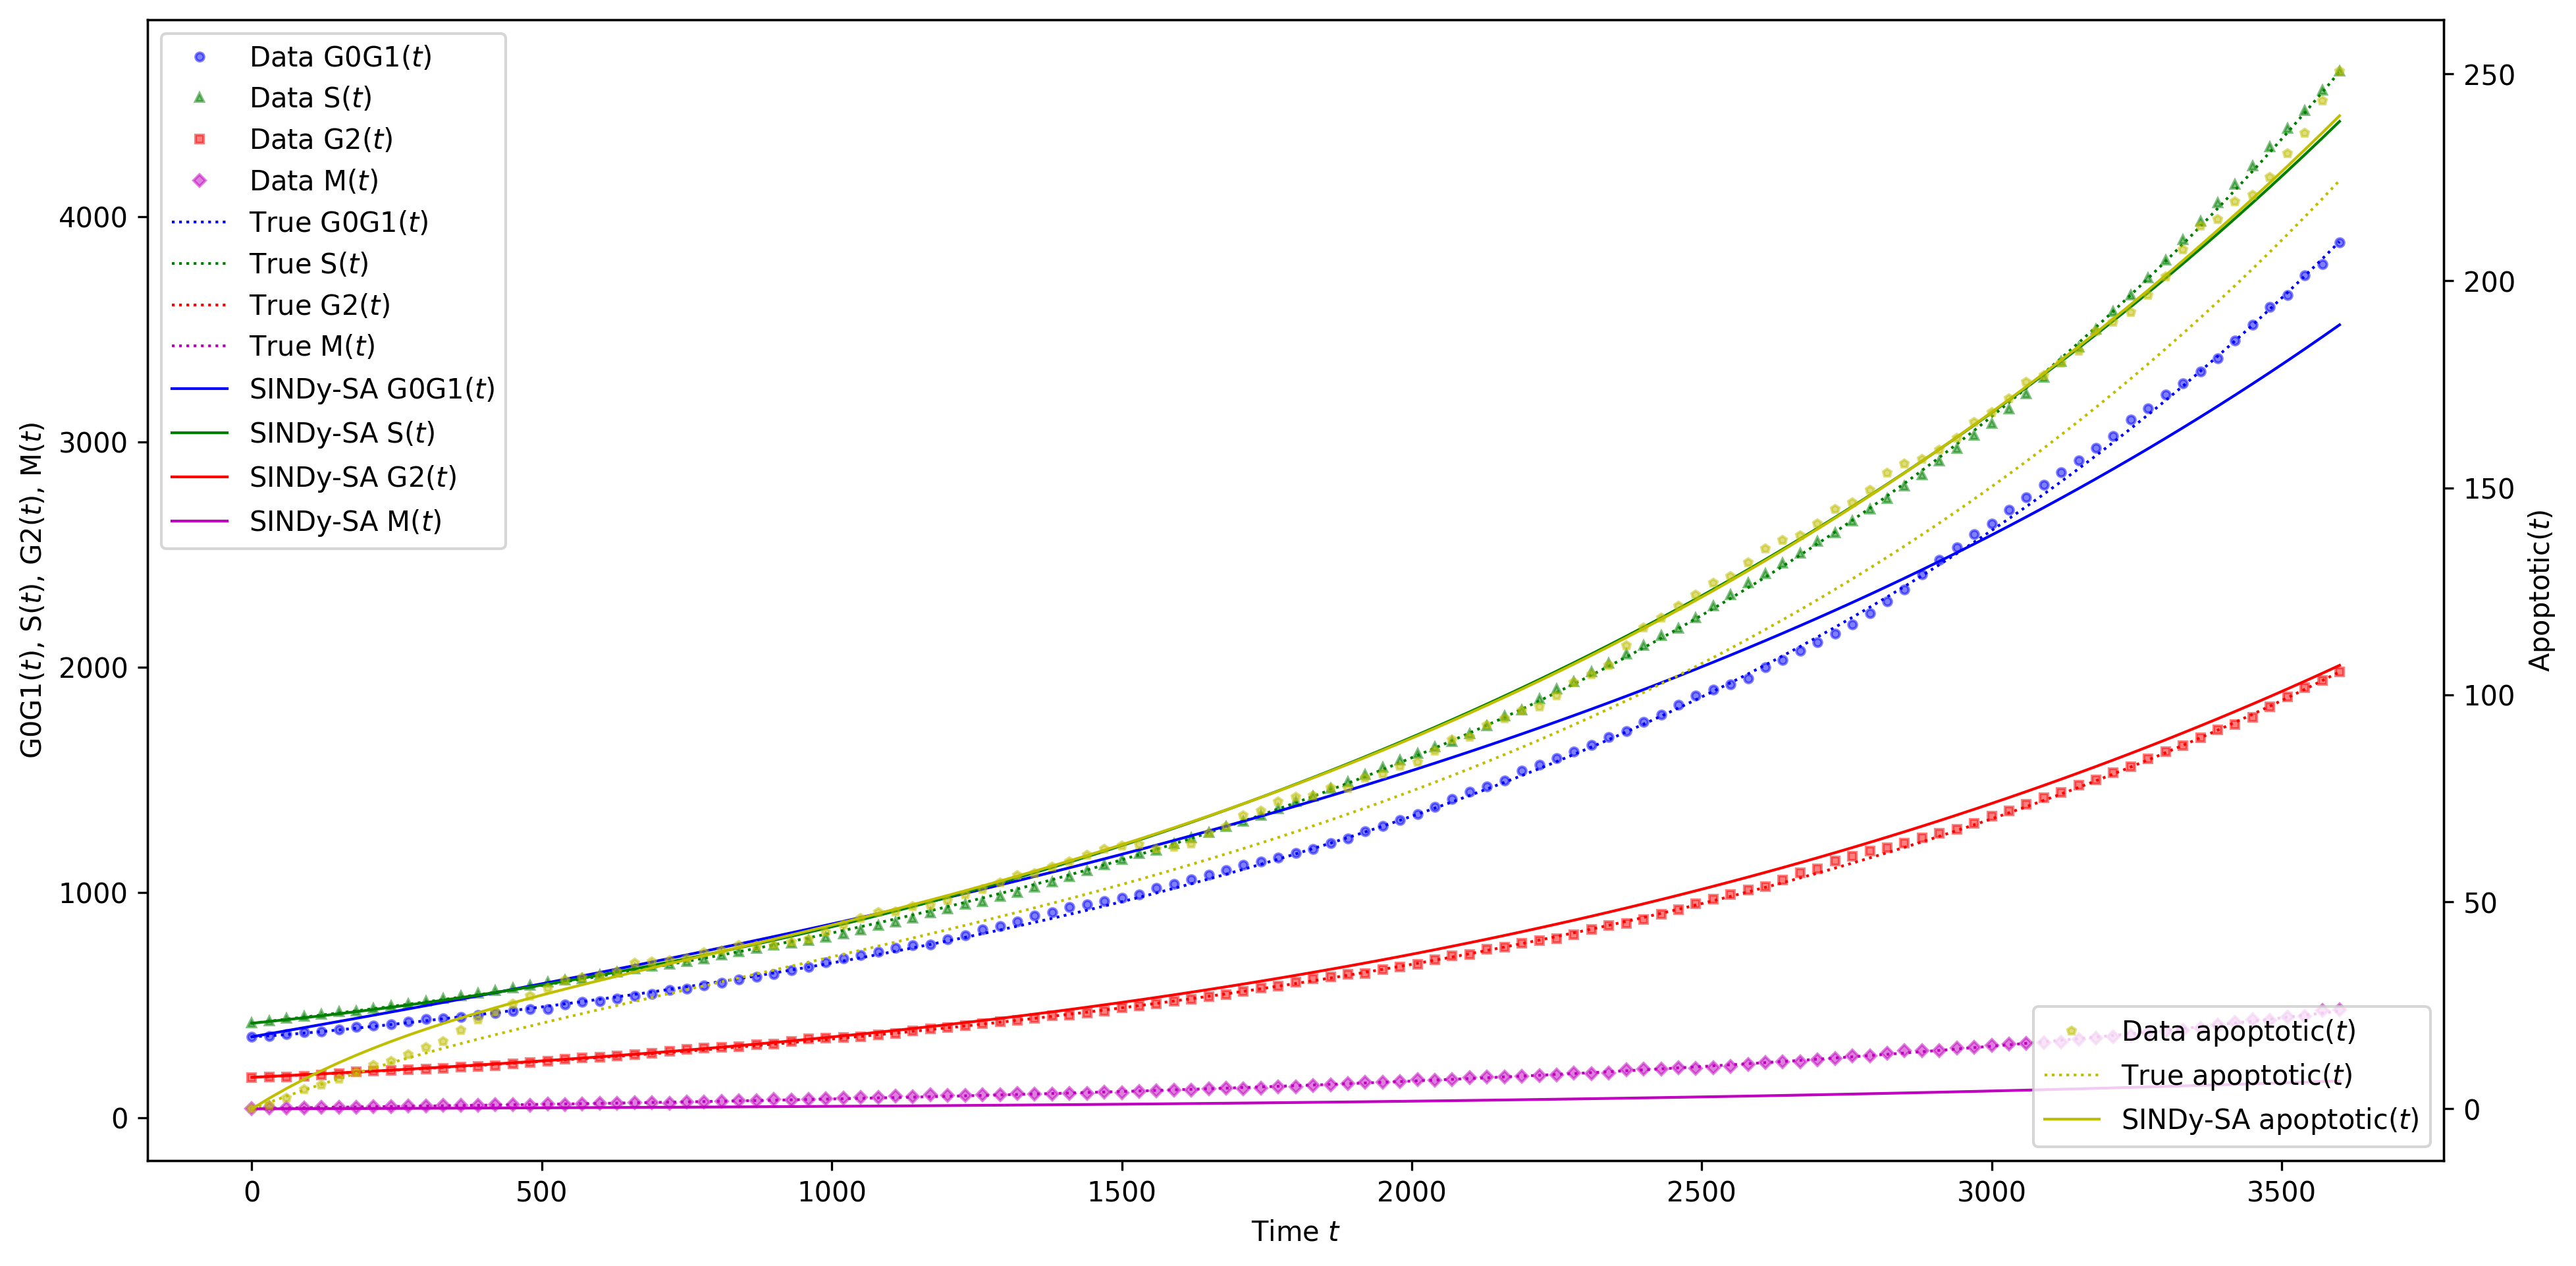 Data G0G1(t)
Data S(t)
Data G2(t)
Data M(t)
True G0G1(t)
True S(t)
True G2(t)
True M(t)
SINDy-SA G0G1(t)
SINDy-SA S(t)
SINDy-SA G2(t)
SINDy-SA M(t)
G0G1(t), S(t), G2(t), M(t)
4000
3000
2000
1000
0
250
200
150
100
50
0
Apoptotic(t)
Data apoptotic(t)
True apoptotic(t)
SINDy-SA apoptotic(t)
0 500 1000 1500 2000 2500 3000 3500
Time t